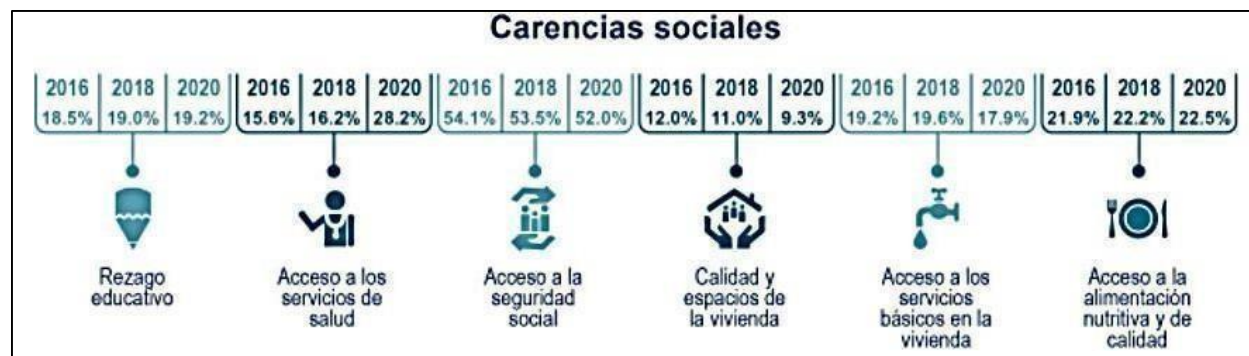 Carencias sociales
2016 2018 2020 2016 2018 2020 2016 2018 2020 2016 2018 2020 2016 2018 2020 2016 2018 2020
18.5% 19.0% 19.2% 15.6% 16.2% 28.2% 54.1% 53.5% 52.0% 12.0% 11.0% 9.3% 19.2% 19.6% 17.9% 21.9% 22.2% 22.5%
Rezago
educativo
Acceso a los
servicios de
salud
Acceso a la
seguridad
social
Calidad y
espacios de
la vivienda
Acceso a los
servicios
básicos en la
vivienda
Acceso a la
alimentación
nutritiva y de
calidad